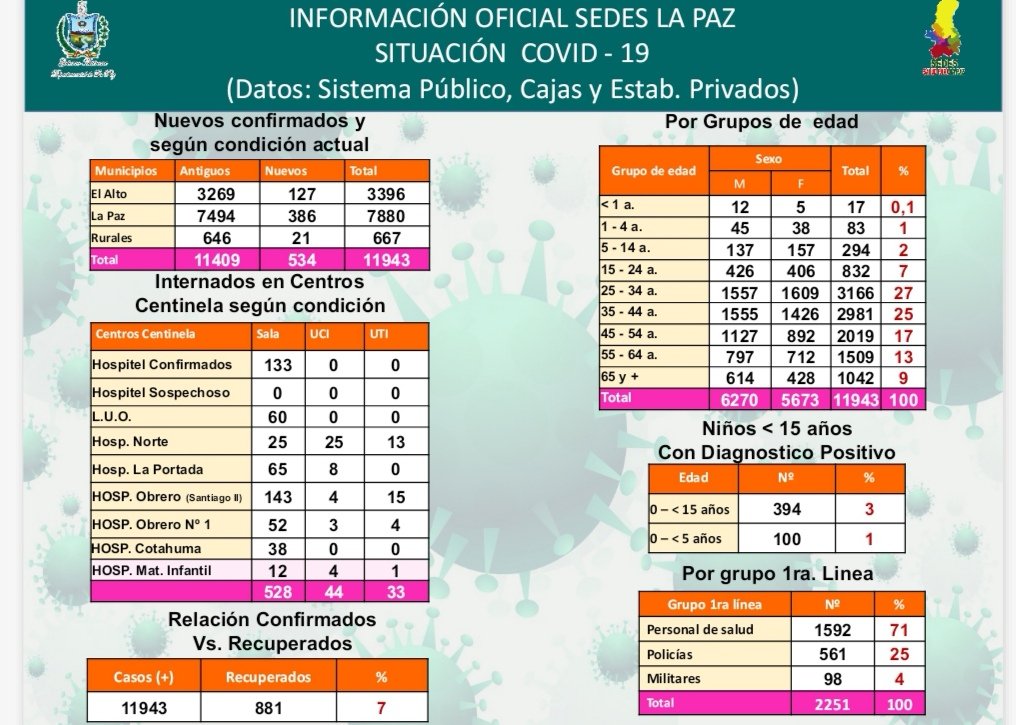 INFORMACIÓN OFICIAL SEDES LA PAZ
SITUACIÓN COVID - 19
(Datos: Sistema Público, Cajas y Estab. Privados)
SEDES
Nuevos confirmados y
según condición actual
Municipios Antiguos Nuevos Total
El Alto 3269 127 3396
La Paz 7494 386 7880
Rurales 646 21 667
Total 11409 534 11943
Internados en Centros
Centinela según condición
Centros Centinela Sala UCI UTI
Hospitel Confirmados 133 0 0
Hospitel Sospechoso 0 0 0
L.U.O. 60 0 0
Hosp. Norte 25 25 13
Hosp. La Portada 65 8 0
HOSP. Obrero (Santiago II) 143 4 15
HOSP. Obrero Nº 1 52 3 4
HOSP. Cotahuma 38 0 0
HOSP. Mat. Infantil 12 4 1
528 44 33
Relación Confirmados
Vs. Recuperados
Casos (+) Recuperados %
11943 881 7
Por Grupos de edad
Grupo de edad Sexo Total %
M F
< 1 a. 12 5 17 0,1
1 - 4 a. 45 38 83 1
5 - 14 a. 137 157 294 2
15 - 24 a. 426 406 832 7
25 - 34 a. 1557 1609 3166 27
35 - 44 a. 1555 1426 2981 25
45 - 54 a. 1127 892 2019 17
55 - 64 a. 797 712 1509 13
65 y + 614 428 1042 9
Total 6270 5673 11943 100
Niños < 15 años
Con Diagnostico Positivo
Edad Nº %
0 – < 15 años 394 3
0 – < 5 años 100 1
Por grupo 1ra. Linea
Grupo 1ra línea Nº %
Personal de salud 1592 71
Policías 561 25
Militares 98 4
Total 2251 100